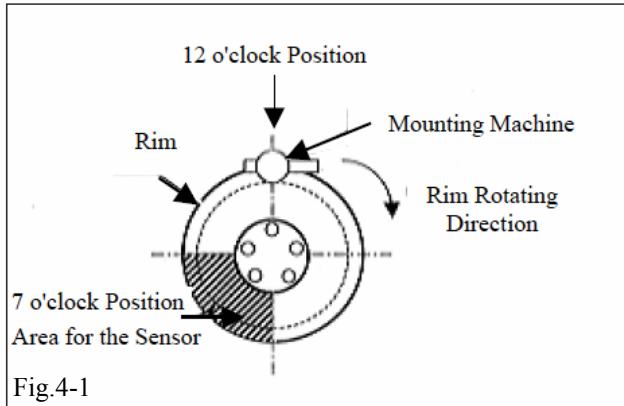 12 o'clock Position
Mounting Machine
Rim
Rim Rotating
Direction
7 o'clock Position
Area for the Sensor
Fig.4-1